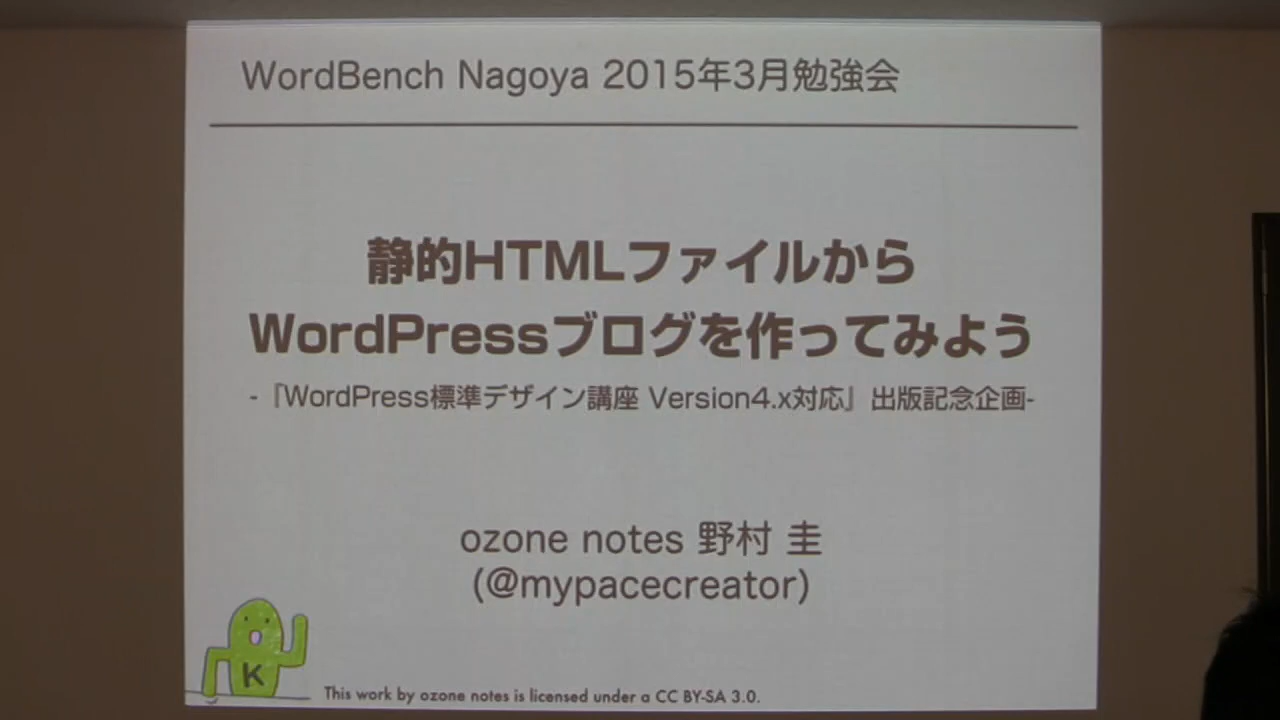 WordBench Nagoya 2015年3月勉強会
静的HTMLファイルから
WordPressブログを作ってみよう
-『WordPress標準デザイン講座 Version4.x対応』出版記念企画-
ozone notes 野村 圭
(@mypacecreator)
K
This work by ozone notes is licensed under a CC BY-SA 3.0.